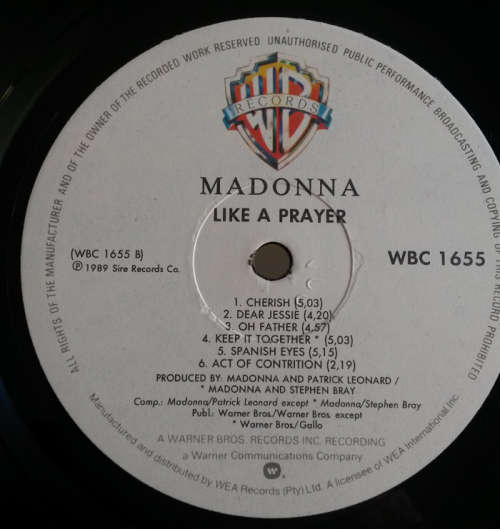 ALL RIGHTS OF THE MANUFACTURER AND OF THE OWNER OF THE RECORDED WORK RESERVED UNAUTHORISED PUBLIC PERFORMANCE BROADCASTING AND COPYING OF THIS RECORD PROHIBITED
WB
RECORDS
MADONNA
LIKE A PRAYER
(WBC 1655 B)
℗ 1989 Sire Records Co.
WBC 1655
1. CHERISH (5,03)
2. DEAR JESSIE (4,20)
3. OH FATHER (4,57)
4. KEEP IT TOGETHER * (5,03)
5. SPANISH EYES (5,15)
6. ACT OF CONTRITION (2,19)
PRODUCED BY: MADONNA AND PATRICK LEONARD /
* MADONNA AND STEPHEN BRAY
Comp.: Madonna/Patrick Leonard except * Madonna/Stephen Bray
Publ: Warner Bros/Warner Bros. except
* Warner Bros./Gallo
A WARNER BROS. RECORDS INC. RECORDING
a Warner Communications Company
W
Manufactured and distributed by WEA Records (Pty) Ltd. A licensee of WEA International Inc.